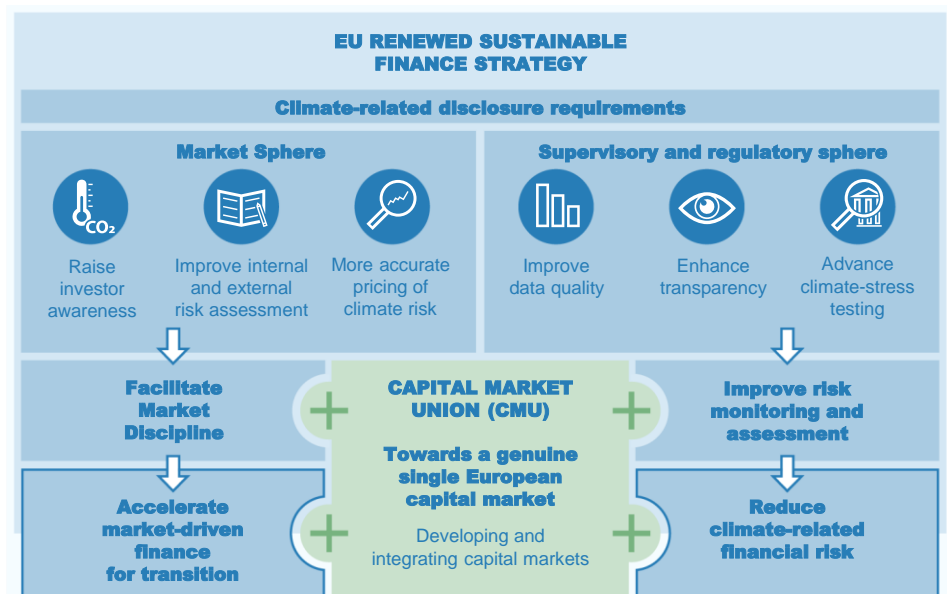 EU RENEWED SUSTAINABLE
FINANCE STRATEGY
Climate-related disclosure requirements
Market Sphere
CO₂
Raise
investor
awareness
Improve internal
and external
risk assessment
More accurate
pricing of
climate risk
Supervisory and regulatory sphere
Improve
data quality
Enhance
transparency
Advance
climate-stress
testing
Facilitate
Market
Discipline
CAPITAL MARKET
UNION (CMU)
Towards a genuine
single European
capital market
Developing and
integrating capital markets
Improve risk
monitoring and
assessment
Accelerate
market-driven
finance
for transition
Reduce
climate-related
financial risk